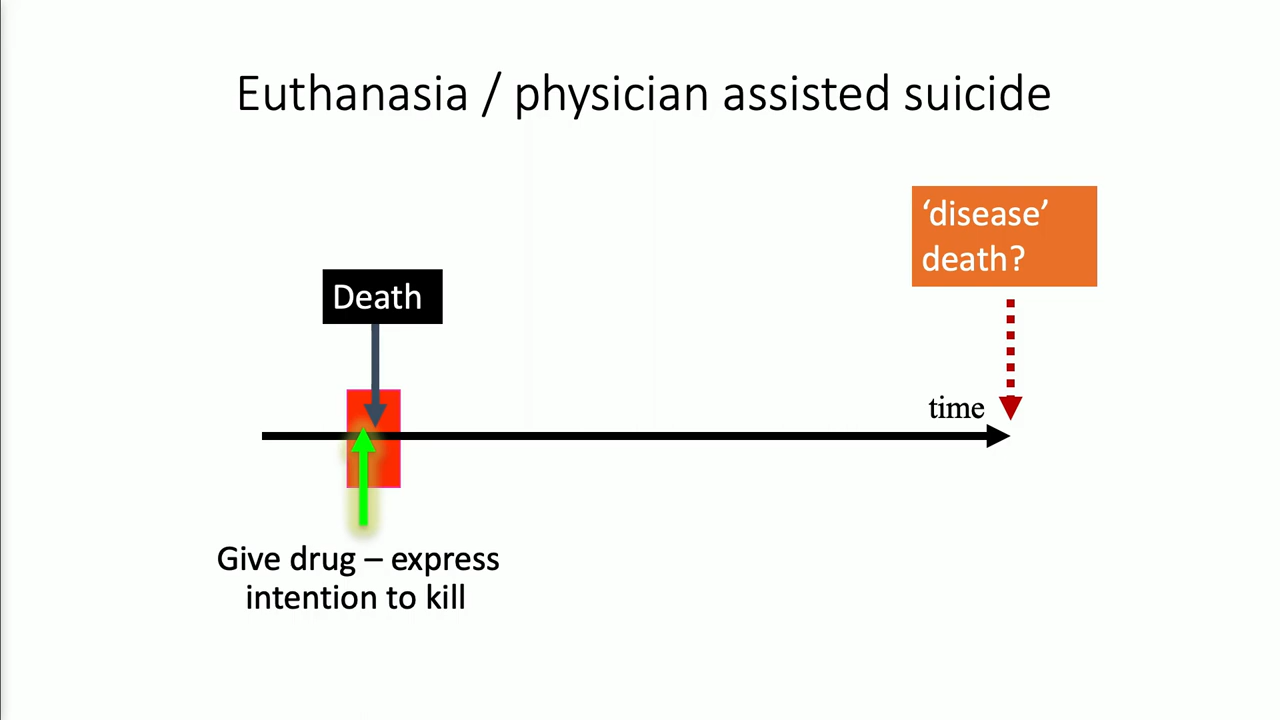 Euthanasia / physician assisted suicide
‘disease’
death?
Death
time
Give drug – express
intention to kill